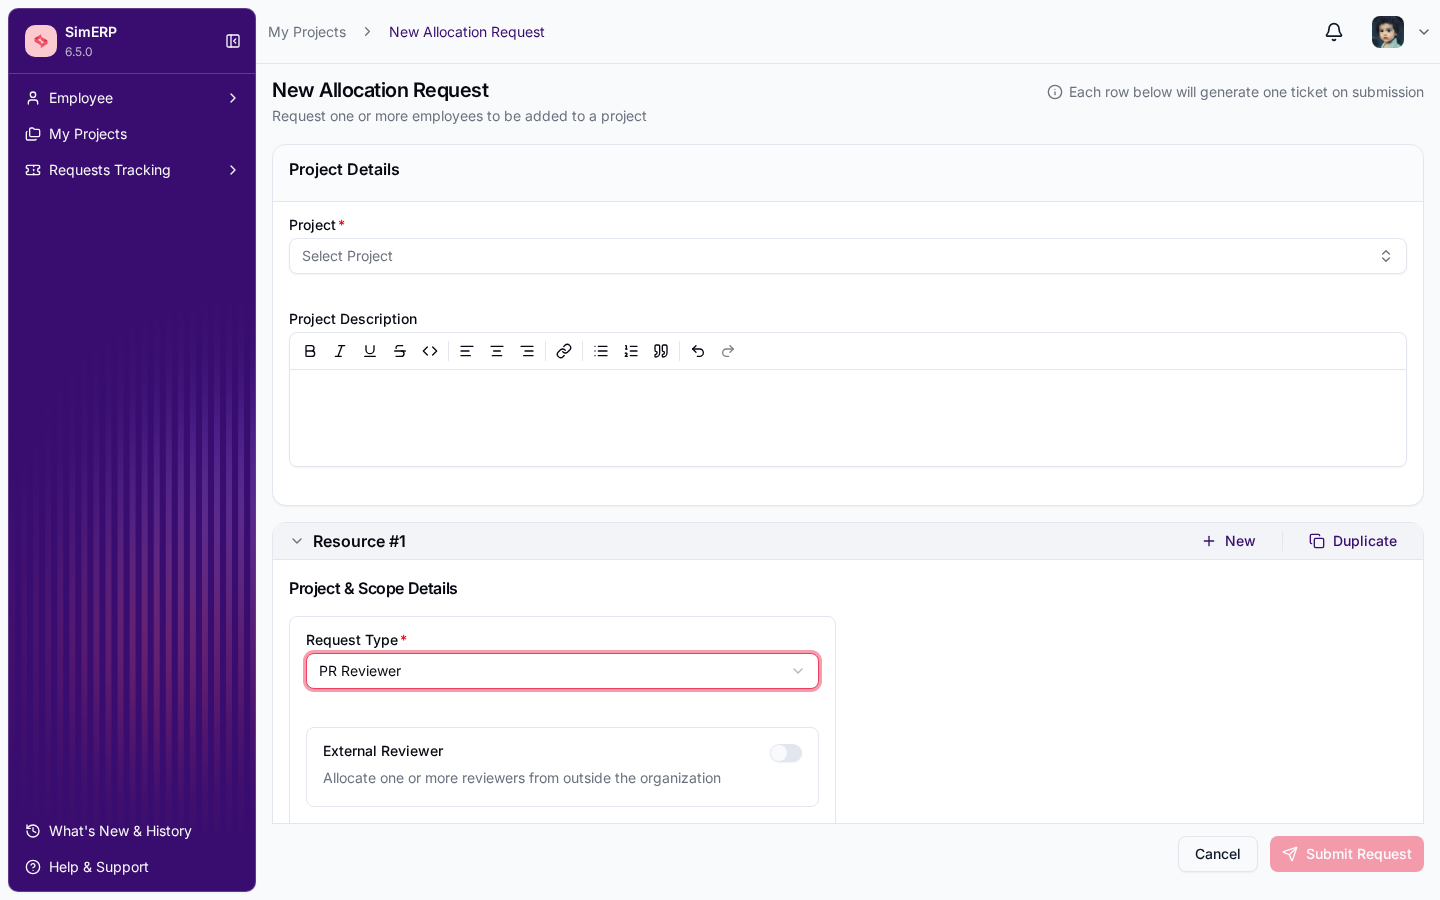 SimERP
6.5.0
Employee
My Projects
Requests Tracking
What's New & History
Help & Support
My Projects
New Allocation Request
New Allocation Request
Request one or more employees to be added to a project
Each row below will generate one ticket on submission
Project Details
Project*
Select Project
Project Description
Resource #1
New
Duplicate
Project & Scope Details
Request Type*
PR Reviewer
External Reviewer
Allocate one or more reviewers from outside the organization
Cancel
Submit Request